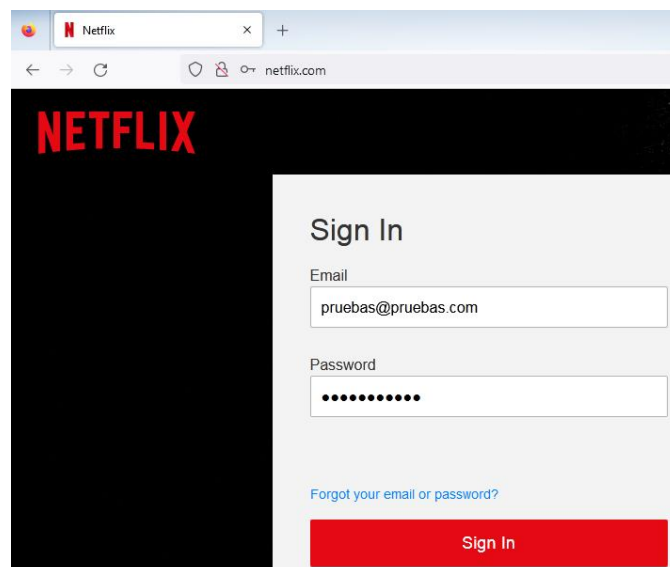 Netflix
netflix.com
NETFLIX
Sign In
Email
pruebas@pruebas.com
Password
Forgot your email or password?
Sign In